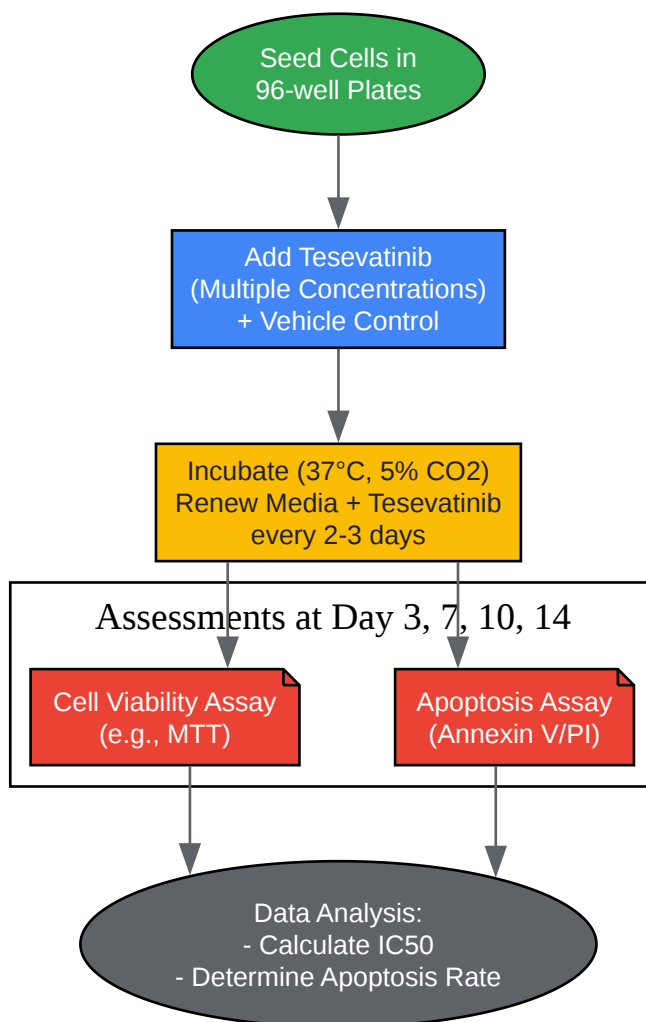 Seed Cells in
96-well Plates
Add Tesevatinib
(Multiple Concentrations)
+ Vehicle Control
Incubate (37°C, 5% CO2)
Renew Media + Tesevatinib
every 2-3 days
Assessments at Day 3, 7, 10, 14
Cell Viability Assay
(e.g., MTT)
Apoptosis Assay
(Annexin V/PI)
Data Analysis:
- Calculate IC50
- Determine Apoptosis Rate